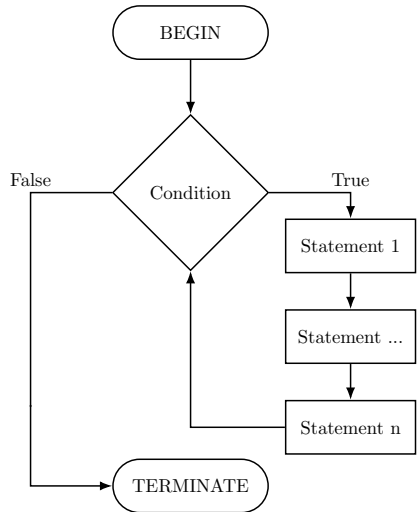 BEGIN
False
True
Condition
Statement 1
Statement ...
Statement n
TERMINATE